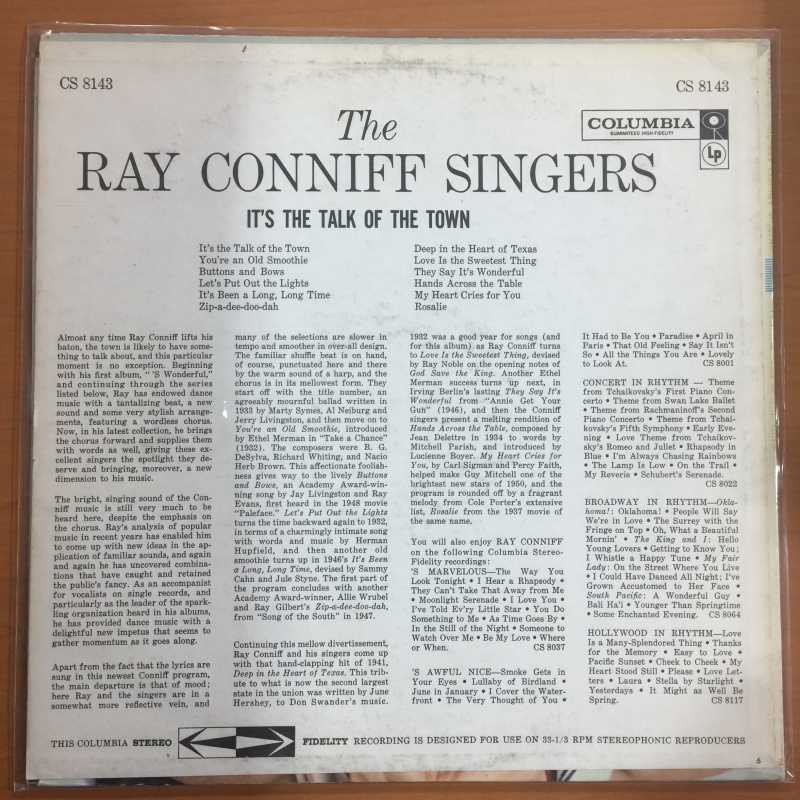 CS 8143
CS 8143
COLUMBIA
GUARANTEED HIGH-FIDELITY
Lp
The
RAY CONNIFF SINGERS
IT'S THE TALK OF THE TOWN
It's the Talk of the Town
You're an Old Smoothie
Buttons and Bows
Let's Put Out the Lights
It's Been a Long, Long Time
Zip-a-dee-doo-dah
Deep in the Heart of Texas
Love Is the Sweetest Thing
They Say It's Wonderful
Hands Across the Table
My Heart Cries for You
Rosalie
Almost any time Ray Conniff lifts his
baton, the town is likely to have some-
thing to talk about, and this particular
moment is no exception. Beginning
with his first album, "'S Wonderful,"
and continuing through the series
listed below, Ray has endowed dance
music with a tantalizing beat, a new
sound and some very stylish arrange-
ments, featuring a wordless chorus.
Now, in his latest collection, he brings
the chorus forward and supplies them
with words as well, giving these ex-
cellent singers the spotlight they de-
serve and bringing, moreover, a new
dimension to his music.
The bright, singing sound of the Con-
niff music is still very much to be
heard here, despite the emphasis on
the chorus. Ray's analysis of popular
music in recent years has enabled him
to come up with new ideas in the ap-
plication of familiar sounds, and again
and again he has uncovered combina-
tions that have caught and retained
the public's fancy. As an accompanist
for vocalists on single records, and
particularly as the leader of the spark-
ling organization heard in his albums,
he has provided dance music with a
delightful new impetus that seems to
gather momentum as it goes along.
Apart from the fact that the lyrics are
sung in this newest Conniff program,
the main departure is that of mood;
here Ray and the singers are in a
somewhat more reflective vein, and
many of the selections are slower in
tempo and smoother in over-all design.
The familiar shuffle beat is on hand,
of course, punctuated here and there
by the warm sound of a harp, and the
chorus is in its mellowest form. They
start off with the title number, an
agreeably mournful ballad written in
1933 by Marty Symes, Al Neiburg and
Jerry Livingston, and then move on to
You're an Old Smoothie, introduced
by Ethel Merman in "Take a Chance"
(1932). The composers were B. G.
DeSylva, Richard Whiting, and Nacio
Herb Brown. This affectionate foolish-
ness gives way to the lively Buttons
and Bows, an Academy Award-win-
ning song by Jay Livingston and Ray
Evans, first heard in the 1948 movie
"Paleface." Let's Put Out the Lights
turns the time backward again to 1932,
in terms of a charmingly intimate song
with words and music by Herman
Hupfield, and then another old
smoothie turns up in 1946's It's Been
a Long, Long Time, devised by Sammy
Cahn and Jule Styne. The first part of
the program concludes with another
Academy Award-winner, Allie Wrubel
and Ray Gilbert's Zip-a-dee-doo-dah,
from "Song of the South" in 1947.
Continuing this mellow divertissement,
Ray Conniff and his singers come up
with that hand-clapping hit of 1941,
Deep in the Heart of Texas. This trib-
ute to what is now the second largest
state in the union was written by June
Hershey, to Don Swander's music.
1932 was a good year for songs (and
for this album) as Ray Conniff turns
to Love Is the Sweetest Thing, devised
by Ray Noble on the opening notes of
God Save the King. Another Ethel
Merman success turns up next, in
Irving Berlin's lasting They Say It's
Wonderful from "Annie Get Your
Gun" (1946), and then the Conniff
singers present a melting rendition of
Hands Across the Table, composed by
Jean Delettre in 1934 to words by
Mitchell Parish, and introduced by
Lucienne Boyer. My Heart Cries for
You, by Carl Sigman and Percy Faith,
helped make Guy Mitchell one of the
brightest new stars of 1950, and the
program is rounded off by a fragrant
melody from Cole Porter's extensive
list, Rosalie from the 1937 movie of
the same name.
You will also enjoy RAY CONNIFF
on the following Columbia Stereo-
Fidelity recordings:
'S MARVELOUS—The Way You
Look Tonight • I Hear a Rhapsody •
They Can't Take That Away from Me
• Moonlight Serenade • I Love You •
I've Told Ev'ry Little Star • You Do
Something to Me • As Time Goes By •
In the Still of the Night • Someone to
Watch Over Me • Be My Love • Where
or When. CS 8037
'S AWFUL NICE—Smoke Gets in
Your Eyes • Lullaby of Birdland •
June in January • I Cover the Water-
front • The Very Thought of You •
It Had to Be You • Paradise • April in
Paris • That Old Feeling • Say It Isn't
So • All the Things You Are • Lovely
to Look At. CS 8001
CONCERT IN RHYTHM — Theme
from Tchaikovsky's First Piano Con-
certo • Theme from Swan Lake Ballet
• Theme from Rachmaninoff's Second
Piano Concerto • Theme from Tchai-
kovsky's Fifth Symphony • Early Eve-
ning • Love Theme from Tchaikov-
sky's Romeo and Juliet • Rhapsody in
Blue • I'm Always Chasing Rainbows
• The Lamp Is Low • On the Trail •
My Reverie • Schubert's Serenade.
CS 8022
BROADWAY IN RHYTHM—Okla-
homa!: Oklahoma! • People Will Say
We're in Love • The Surrey with the
Fringe on Top • Oh, What a Beautiful
Mornin' • The King and I: Hello
Young Lovers • Getting to Know You;
I Whistle a Happy Tune • My Fair
Lady: On the Street Where You Live
• I Could Have Danced All Night; I've
Grown Accustomed to Her Face •
South Pacific: A Wonderful Guy •
Bali Ha'i • Younger Than Springtime
• Some Enchanted Evening. CS 8064
HOLLYWOOD IN RHYTHM—Love
Is a Many-Splendored Thing • Thanks
for the Memory • Easy to Love •
Pacific Sunset • Cheek to Cheek • My
Heart Stood Still • Please • Love Let-
ters • Laura • Stella by Starlight •
Yesterdays • It Might as Well Be
Spring. CS 8117
THIS COLUMBIA STEREO FIDELITY RECORDING IS DESIGNED FOR USE ON 33-1/3 RPM STEREOPHONIC REPRODUCERS
6